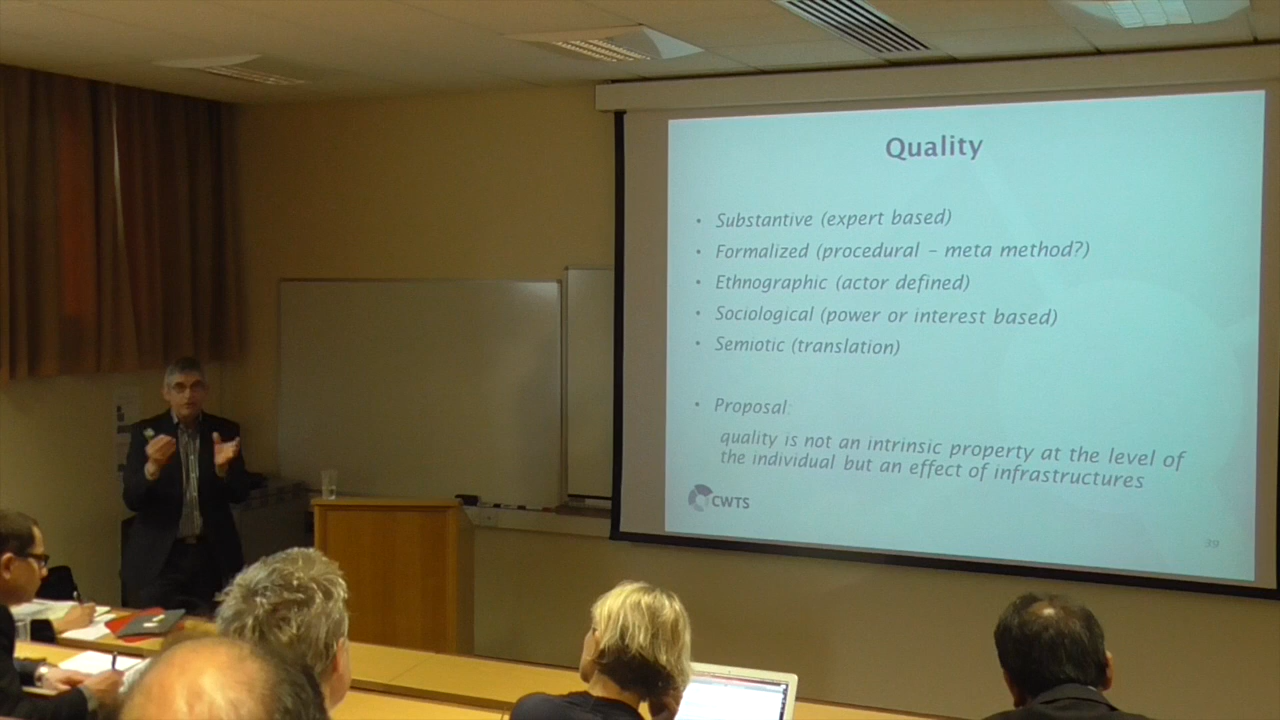 Quality
• Substantive (expert based)
• Formalized (procedural – meta method?)
• Ethnographic (actor defined)
• Sociological (power or interest based)
• Semiotic (translation)
• Proposal:
quality is not an intrinsic property at the level of
the individual but an effect of infrastructures
CWTS
39